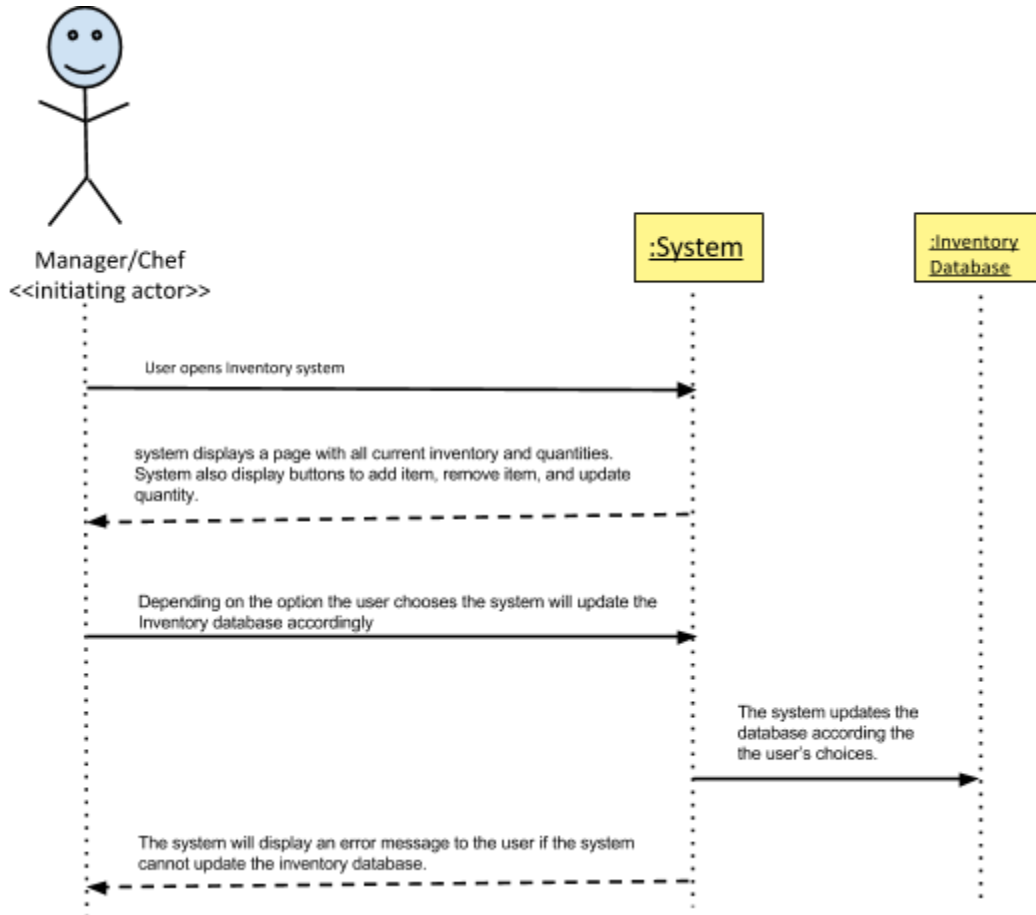 Manager/Chef
<<initiating actor>>
:System
:Inventory
Database
User opens Inventory system
system displays a page with all current inventory and quantities.
System also display buttons to add item, remove item, and update
quantity.
Depending on the option the user chooses the system will update the
Inventory database accordingly
The system updates the
database according the
the user's choices.
The system will display an error message to the user if the system
cannot update the inventory database.